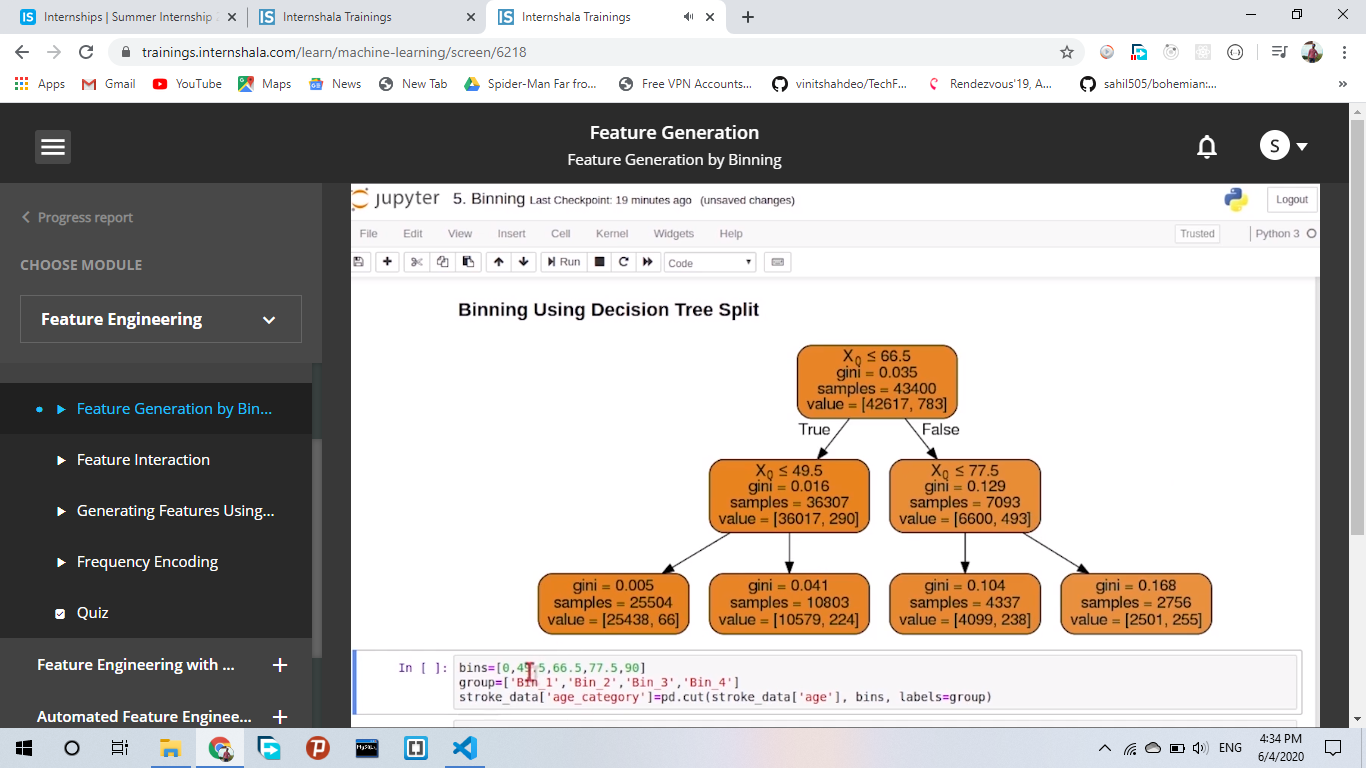 Internships | Summer Internship
Internshala Trainings
Internshala Trainings
trainings.internshala.com/learn/machine-learning/screen/6218
Apps
Gmail
YouTube
Maps
News
New Tab
Spider-Man Far fro...
Free VPN Accounts...
vinitshahdeo/TechF...
Rendezvous'19, A...
sahil505/bohemian:...
Feature Generation
Feature Generation by Binning
S
Progress report
CHOOSE MODULE
Feature Engineering
Feature Generation by Bin...
Feature Interaction
Generating Features Using...
Frequency Encoding
Quiz
Feature Engineering with ...
Automated Feature Enginee...
jupyter 5. Binning Last Checkpoint: 19 minutes ago (unsaved changes)
Logout
File Edit View Insert Cell Kernel Widgets Help
Trusted
Python 3
Run
Code
Binning Using Decision Tree Split
X0 ≤ 66.5
gini = 0.035
samples = 43400
value = [42617, 783]
True
False
X0 ≤ 49.5
gini = 0.016
samples = 36307
value = [36017, 290]
X0 ≤ 77.5
gini = 0.129
samples = 7093
value = [6600, 493]
gini = 0.005
samples = 25504
value = [25438, 66]
gini = 0.041
samples = 10803
value = [10579, 224]
gini = 0.104
samples = 4337
value = [4099, 238]
gini = 0.168
samples = 2756
value = [2501, 255]
In [ ]:
bins=[0,49.5,66.5,77.5,90]
group=['Bin_1','Bin_2','Bin_3','Bin_4']
stroke_data['age_category']=pd.cut(stroke_data['age'], bins, labels=group)
MySQL
ENG
4:34 PM
6/4/2020